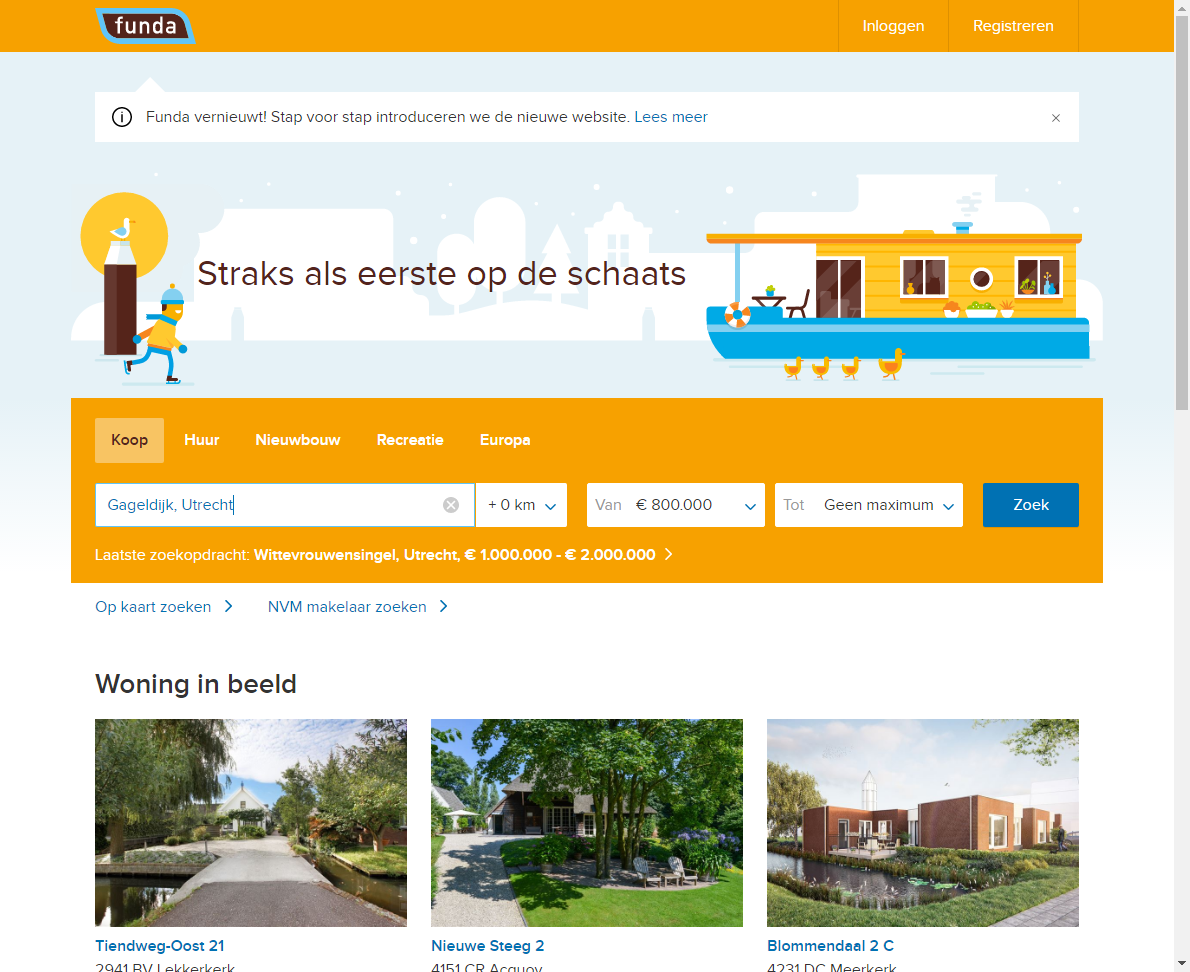 funda
Inloggen
Registreren
Funda vernieuwt! Stap voor stap introduceren we de nieuwe website. Lees meer
Straks als eerste op de schaats
Koop
Huur
Nieuwbouw
Recreatie
Europa
Gageldijk, Utrecht
+ 0 km
Van € 800.000
Tot Geen maximum
Zoek
Laatste zoekopdracht: Wittevrouwensingel, Utrecht, € 1.000.000 - € 2.000.000
Op kaart zoeken
NVM makelaar zoeken
Woning in beeld
Tiendweg-Oost 21
Nieuwe Steeg 2
Blommendaal 2 C
2941 BV Lekkerkerk
4151 CR Acquoy
4231 DC Meerkerk